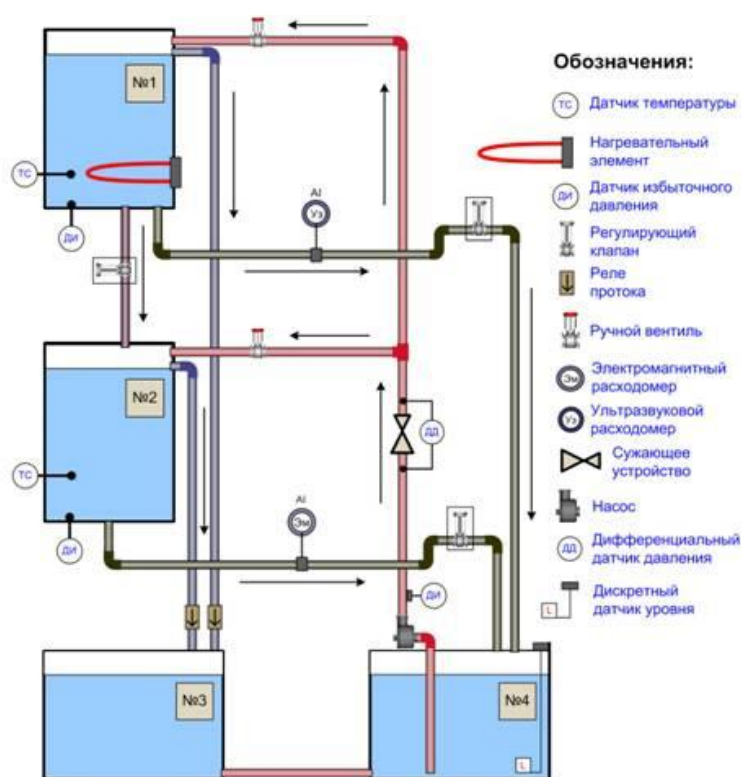 №1
ТС
ДИ
AI
Уз
№2
ТС
ДИ
ДД
AI
Эм
ДИ
№3
№4
L
Обозначения:
ТС
Датчик температуры
Нагревательный
элемент
ДИ
Датчик избыточного
давления
Регулирующий
клапан
Реле
протока
Ручной вентиль
Эм
Электромагнитный
расходомер
Уз
Ультразвуковой
расходомер
Сужающее
устройство
Насос
ДД
Дифференциальный
датчик давления
L
Дискретный
датчик уровня